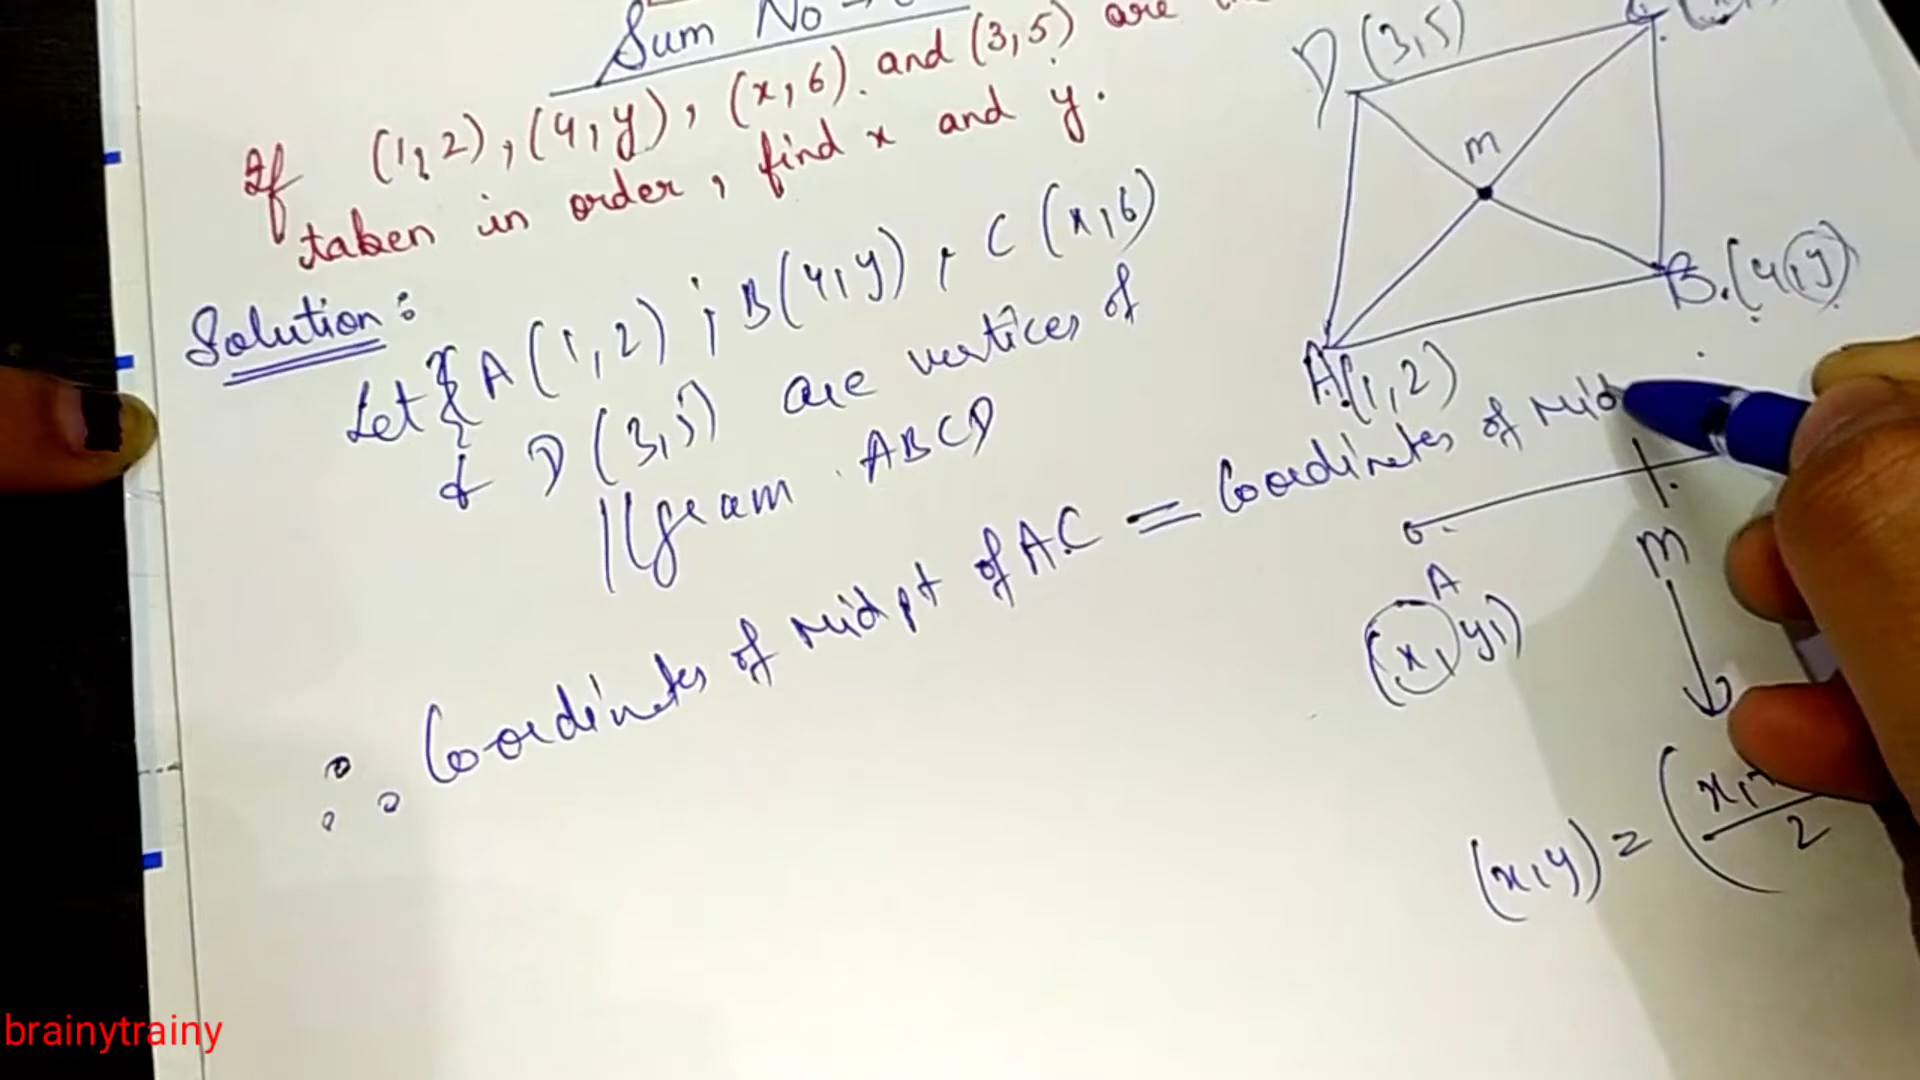 Sum No →
If (1,2), (4,y), (x,6). and (3,5) are
taken in order, find x and y.
Solution:
Let A(1,2) ; B(4,y), C(x,6)
& D(3,5) are vertices of
||gram ABCD
∴ Coordinates of Mid pt of AC = Coordinates of Mid
D(3,5)
C
m
B.(4,y)
A(1,2)
A
m
(x1 y1)
(x,y) = (x1+
2
brainytrainy